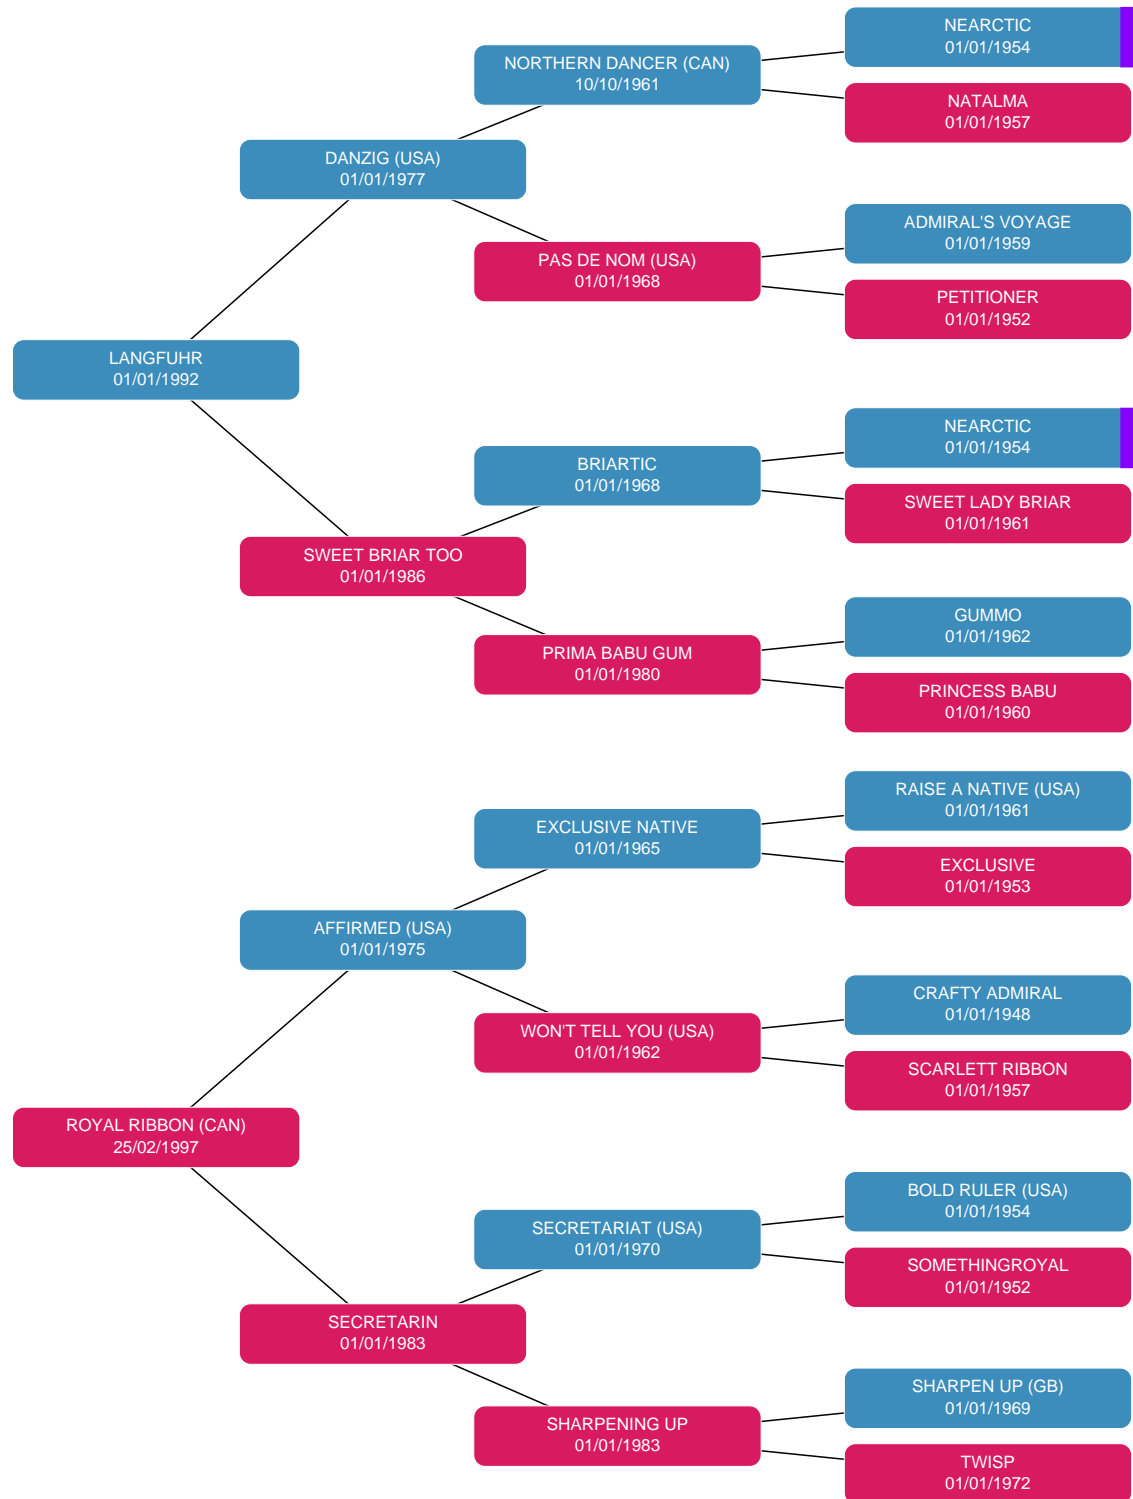 NEARCTIC
01/01/1954
NORTHERN DANCER (CAN)
10/10/1961
NATALMA
01/01/1957
DANZIG (USA)
01/01/1977
ADMIRAL'S VOYAGE
01/01/1959
PAS DE NOM (USA)
01/01/1968
PETITIONER
01/01/1952
LANGFUHR
01/01/1992
NEARCTIC
01/01/1954
BRIARTIC
01/01/1968
SWEET LADY BRIAR
01/01/1961
SWEET BRIAR TOO
01/01/1986
GUMMO
01/01/1962
PRIMA BABU GUM
01/01/1980
PRINCESS BABU
01/01/1960
RAISE A NATIVE (USA)
01/01/1961
EXCLUSIVE NATIVE
01/01/1965
EXCLUSIVE
01/01/1953
AFFIRMED (USA)
01/01/1975
CRAFTY ADMIRAL
01/01/1948
WON'T TELL YOU (USA)
01/01/1962
SCARLETT RIBBON
01/01/1957
ROYAL RIBBON (CAN)
25/02/1997
BOLD RULER (USA)
01/01/1954
SECRETARIAT (USA)
01/01/1970
SOMETHINGROYAL
01/01/1952
SECRETARIN
01/01/1983
SHARPEN UP (GB)
01/01/1969
SHARPENING UP
01/01/1983
TWISP
01/01/1972